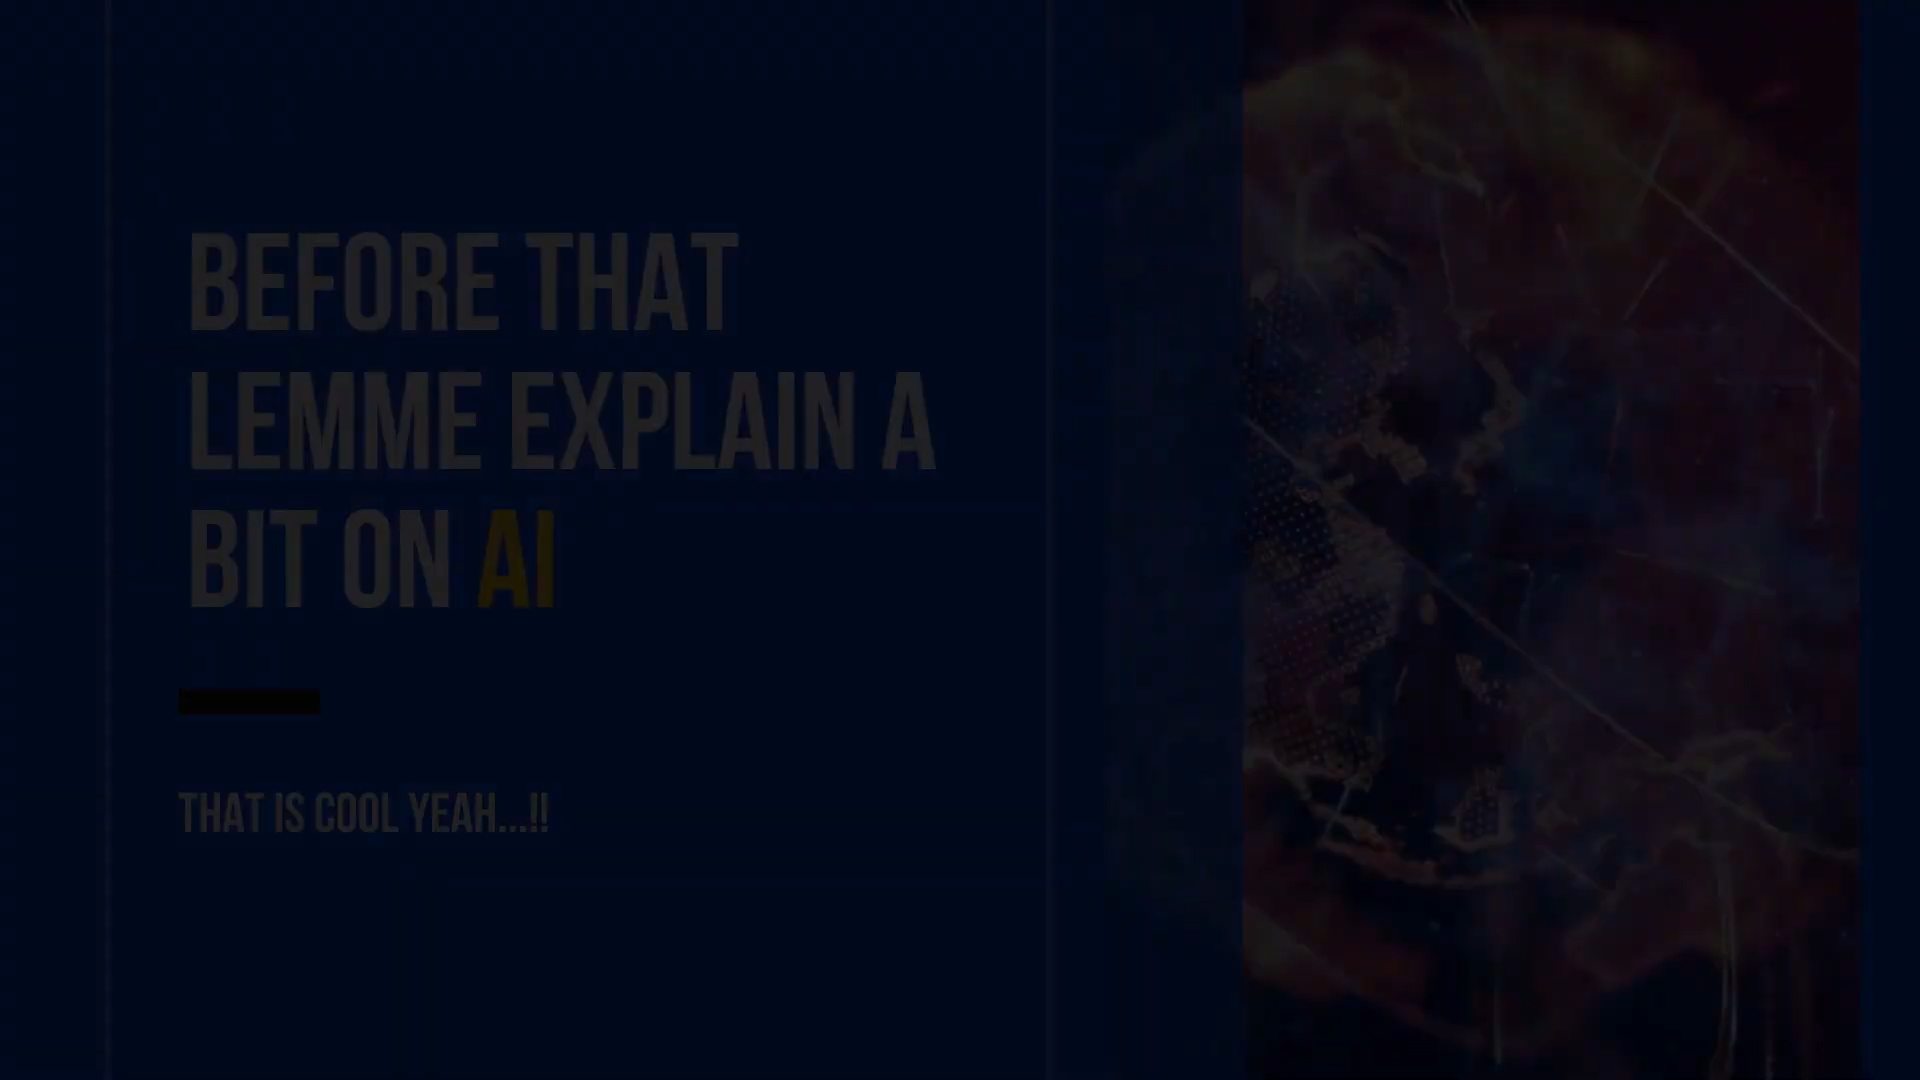 BEFORE THAT
LEMME EXPLAIN A
BIT ON AI
THAT IS COOL YEAH...!!